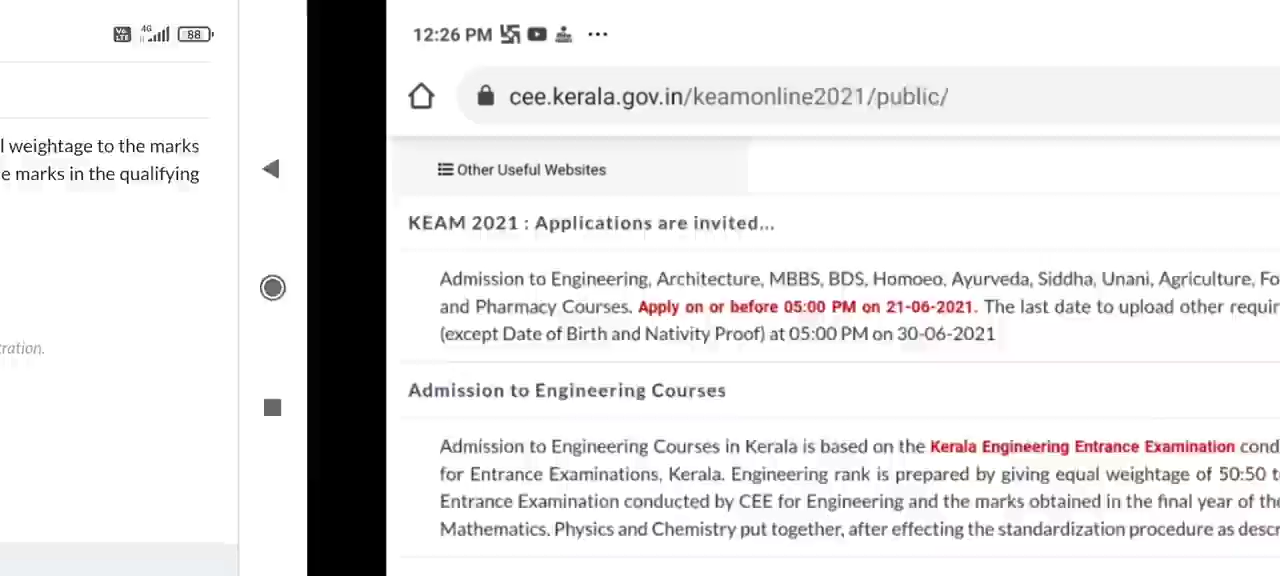 Vo LTE 4G 88
l weightage to the marks
e marks in the qualifying
tration.
12:26 PM
cee.kerala.gov.in/keamonline2021/public/
Other Useful Websites
KEAM 2021 : Applications are invited...
Admission to Engineering, Architecture, MBBS, BDS, Homoeo, Ayurveda, Siddha, Unani, Agriculture, Fo
and Pharmacy Courses. Apply on or before 05:00 PM on 21-06-2021. The last date to upload other requir
(except Date of Birth and Nativity Proof) at 05:00 PM on 30-06-2021
Admission to Engineering Courses
Admission to Engineering Courses in Kerala is based on the Kerala Engineering Entrance Examination cond
for Entrance Examinations, Kerala. Engineering rank is prepared by giving equal weightage of 50:50 t
Entrance Examination conducted by CEE for Engineering and the marks obtained in the final year of the
Mathematics, Physics and Chemistry put together, after effecting the standardization procedure as descr